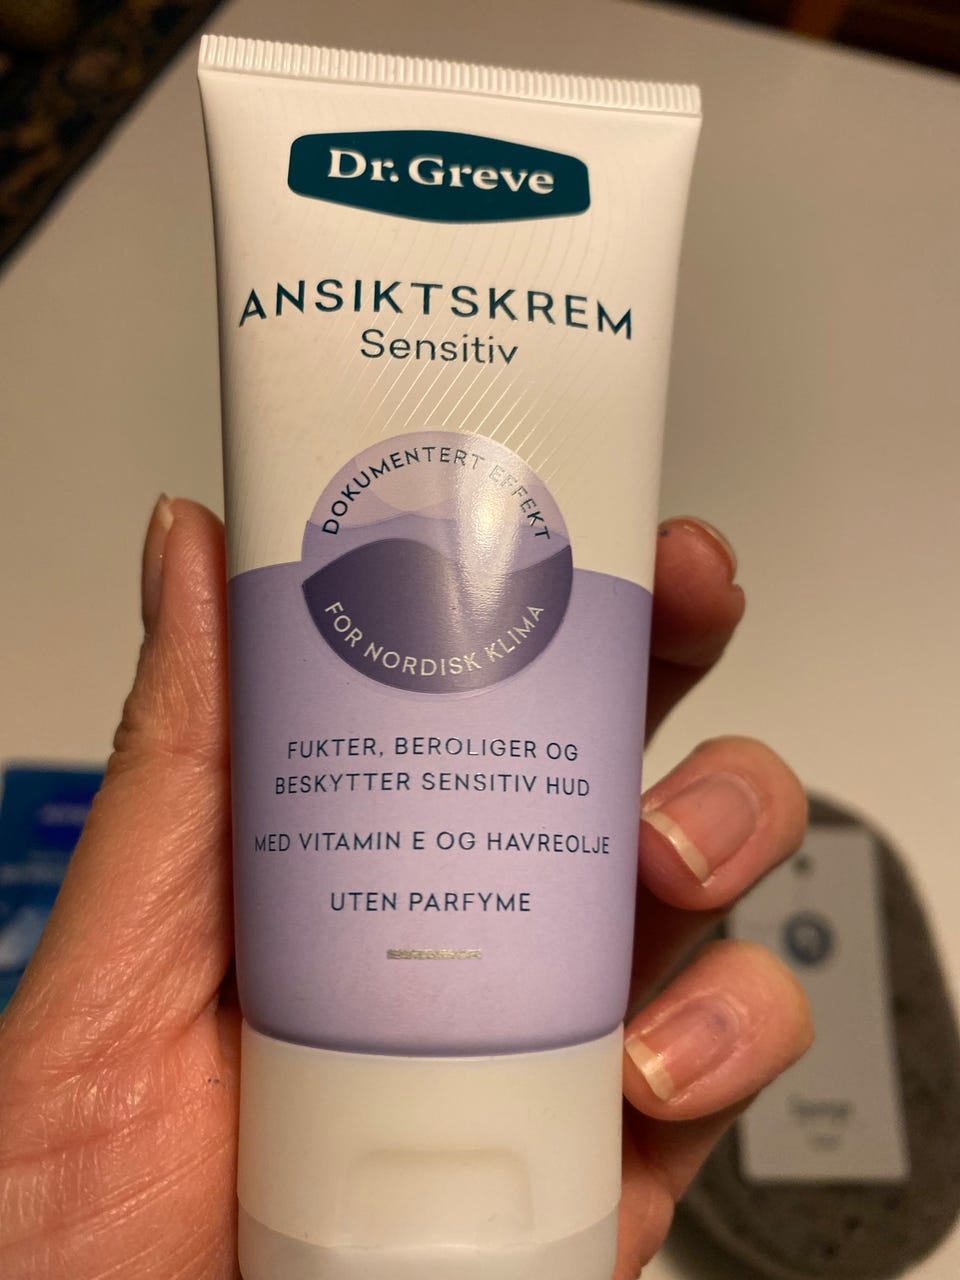 Dr. Greve
ANSIKTSKREM
Sensitiv
DOKUMENTERT EFFEKT
FOR NORDISK KLIMA
FUKTER, BEROLIGER OG
BESKYTTER SENSITIV HUD
MED VITAMIN E OG HAVREOLJE
UTEN PARFYME